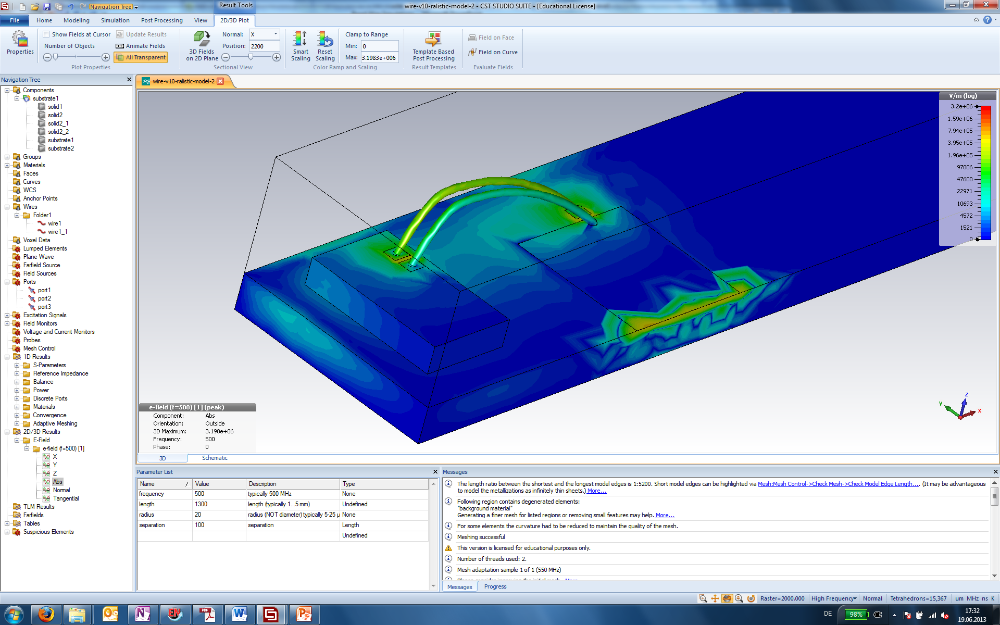 Navigation Tree
Result Tools
wire-v10-ralistic-model-2 - CST STUDIO SUITE - [Educational License]
File
Home
Modeling
Simulation
Post Processing
View
2D/3D Plot
Properties
Show Fields at Cursor
Number of Objects
Update Results
Animate Fields
All Transparent
Plot Properties
3D Fields
on 2D Plane
Normal: X
Position: 2200
Sectional View
Smart
Scaling
Reset
Scaling
Clamp to Range
Min: 0
Max: 3.1983e+006
Color Ramp and Scaling
Template Based
Post Processing
Result Templates
Field on Face
Field on Curve
Evaluate Fields
Navigation Tree
Components
substrate1
solid1
solid2
solid2_1
solid2_2
substrate1
substrate2
Groups
Materials
Faces
Curves
WCS
Anchor Points
Wires
Folder1
wire1
wire1_1
Voxel Data
Lumped Elements
Plane Wave
Farfield Source
Field Sources
Ports
port1
port2
port3
Excitation Signals
Field Monitors
Voltage and Current Monitors
Probes
Mesh Control
1D Results
S-Parameters
Reference Impedance
Balance
Power
Discrete Ports
Materials
Convergence
Adaptive Meshing
2D/3D Results
E-Field
e-field (f=500) [1]
X
Y
Z
Abs
Normal
Tangential
TLM Results
Farfields
Tables
Suspicious Elements
wire-v10-ralistic-model-2
V/m (log)
3.2e+06
1.59e+06
7.94e+05
3.95e+05
1.96e+05
97006
47600
22971
10693
4572
1521
0
z
y
x
e-field (f=500) [1] (peak)
Component: Abs
Orientation: Outside
3D Maximum: 3.198e+06
Frequency: 500
Phase: 0
3D
Schematic
Parameter List
Name / Value Description Type
frequency 500 typically 500 MHz None
length 1300 length (typically 1...5 mm) Undefined
radius 20 radius (NOT diameter) typically 5-25 µ None
separation 100 separation Length
Undefined
Messages
The length ratio between the shortest and the longest model edges is 1:5200. Short model edges can be highlighted via Mesh:Mesh Control->Check Mesh->Check Model Edge Length.... (It may be advantageous
to model the metallizations as infinitely thin sheets.) More...
Following region contains degenerated elements:
"background material"
Generating a finer mesh for listed regions or removing small features may help. More...
For some elements the curvature had to be reduced to maintain the quality of the mesh.
Meshing successful
This version is licensed for educational purposes only.
Number of threads used: 2.
Mesh adaptation sample 1 of 1 (550 MHz)
Please consider improving the initial mesh. More...
Messages
Progress
Raster=2000.000 High Frequency Normal Tetrahedrons=15,367 um MHz ns K
DE
98%
17:32
19.06.2013